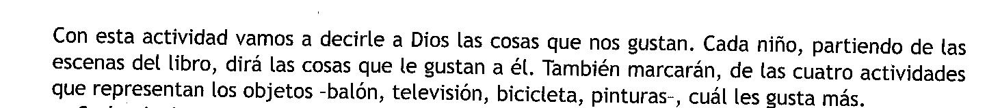 Con esta actividad vamos a decirle a Dios las cosas que nos gustan. Cada niño, partiendo de las
escenas del libro, dirá las cosas que le gustan a él. También marcarán, de las cuatro actividades
que representan los objetos -balón, televisión, bicicleta, pinturas-, cuál les gusta más.